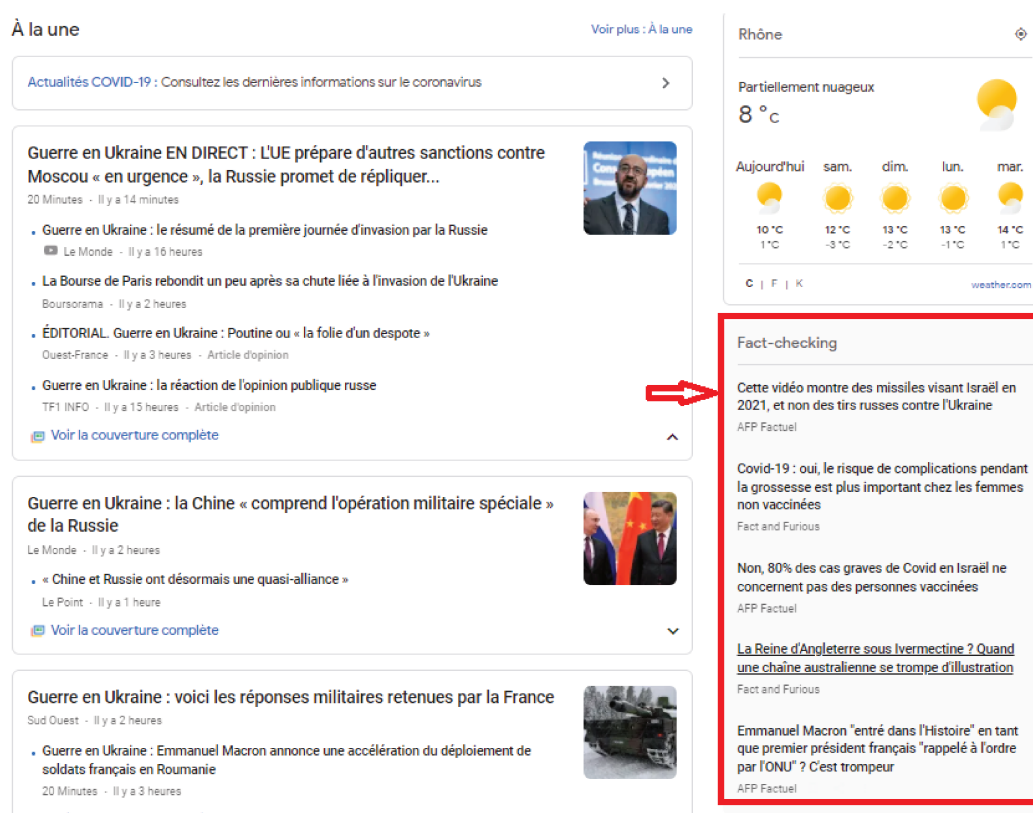 À la une
Voir plus : À la une
Actualités COVID-19 : Consultez les dernières informations sur le coronavirus
Guerre en Ukraine EN DIRECT : L'UE prépare d'autres sanctions contre
Moscou « en urgence », la Russie promet de répliquer...
20 Minutes · Il y a 14 minutes
Guerre en Ukraine : le résumé de la première journée d'invasion par la Russie
Le Monde · Il y a 16 heures
La Bourse de Paris rebondit un peu après sa chute liée à l'invasion de l'Ukraine
Boursorama · Il y a 2 heures
ÉDITORIAL. Guerre en Ukraine : Poutine ou « la folie d'un despote »
Ouest-France · Il y a 3 heures · Article d'opinion
Guerre en Ukraine : la réaction de l'opinion publique russe
TF1 INFO · Il y a 15 heures · Article d'opinion
Voir la couverture complète
Guerre en Ukraine : la Chine « comprend l'opération militaire spéciale »
de la Russie
Le Monde · Il y a 2 heures
« Chine et Russie ont désormais une quasi-alliance »
Le Point · Il y a 1 heure
Voir la couverture complète
Guerre en Ukraine : voici les réponses militaires retenues par la France
Sud Ouest · Il y a 2 heures
Guerre en Ukraine : Emmanuel Macron annonce une accélération du déploiement de
soldats français en Roumanie
20 Minutes · Il y a 3 heures
Rhône
Partiellement nuageux
8 °C
Aujourd'hui sam. dim. lun. mar.
10 °C 12 °C 13 °C 13 °C 14 °C
1 °C -3 °C -2 °C -1 °C 1 °C
C | F | K
weather.com
Fact-checking
Cette vidéo montre des missiles visant Israël en
2021, et non des tirs russes contre l'Ukraine
AFP Factuel
Covid-19 : oui, le risque de complications pendant
la grossesse est plus important chez les femmes
non vaccinées
Fact and Furious
Non, 80% des cas graves de Covid en Israël ne
concernent pas des personnes vaccinées
AFP Factuel
La Reine d'Angleterre sous Ivermectine ? Quand
une chaîne australienne se trompe d'illustration
Fact and Furious
Emmanuel Macron "entré dans l'Histoire" en tant
que premier président français "rappelé à l'ordre
par l'ONU" ? C'est trompeur
AFP Factuel